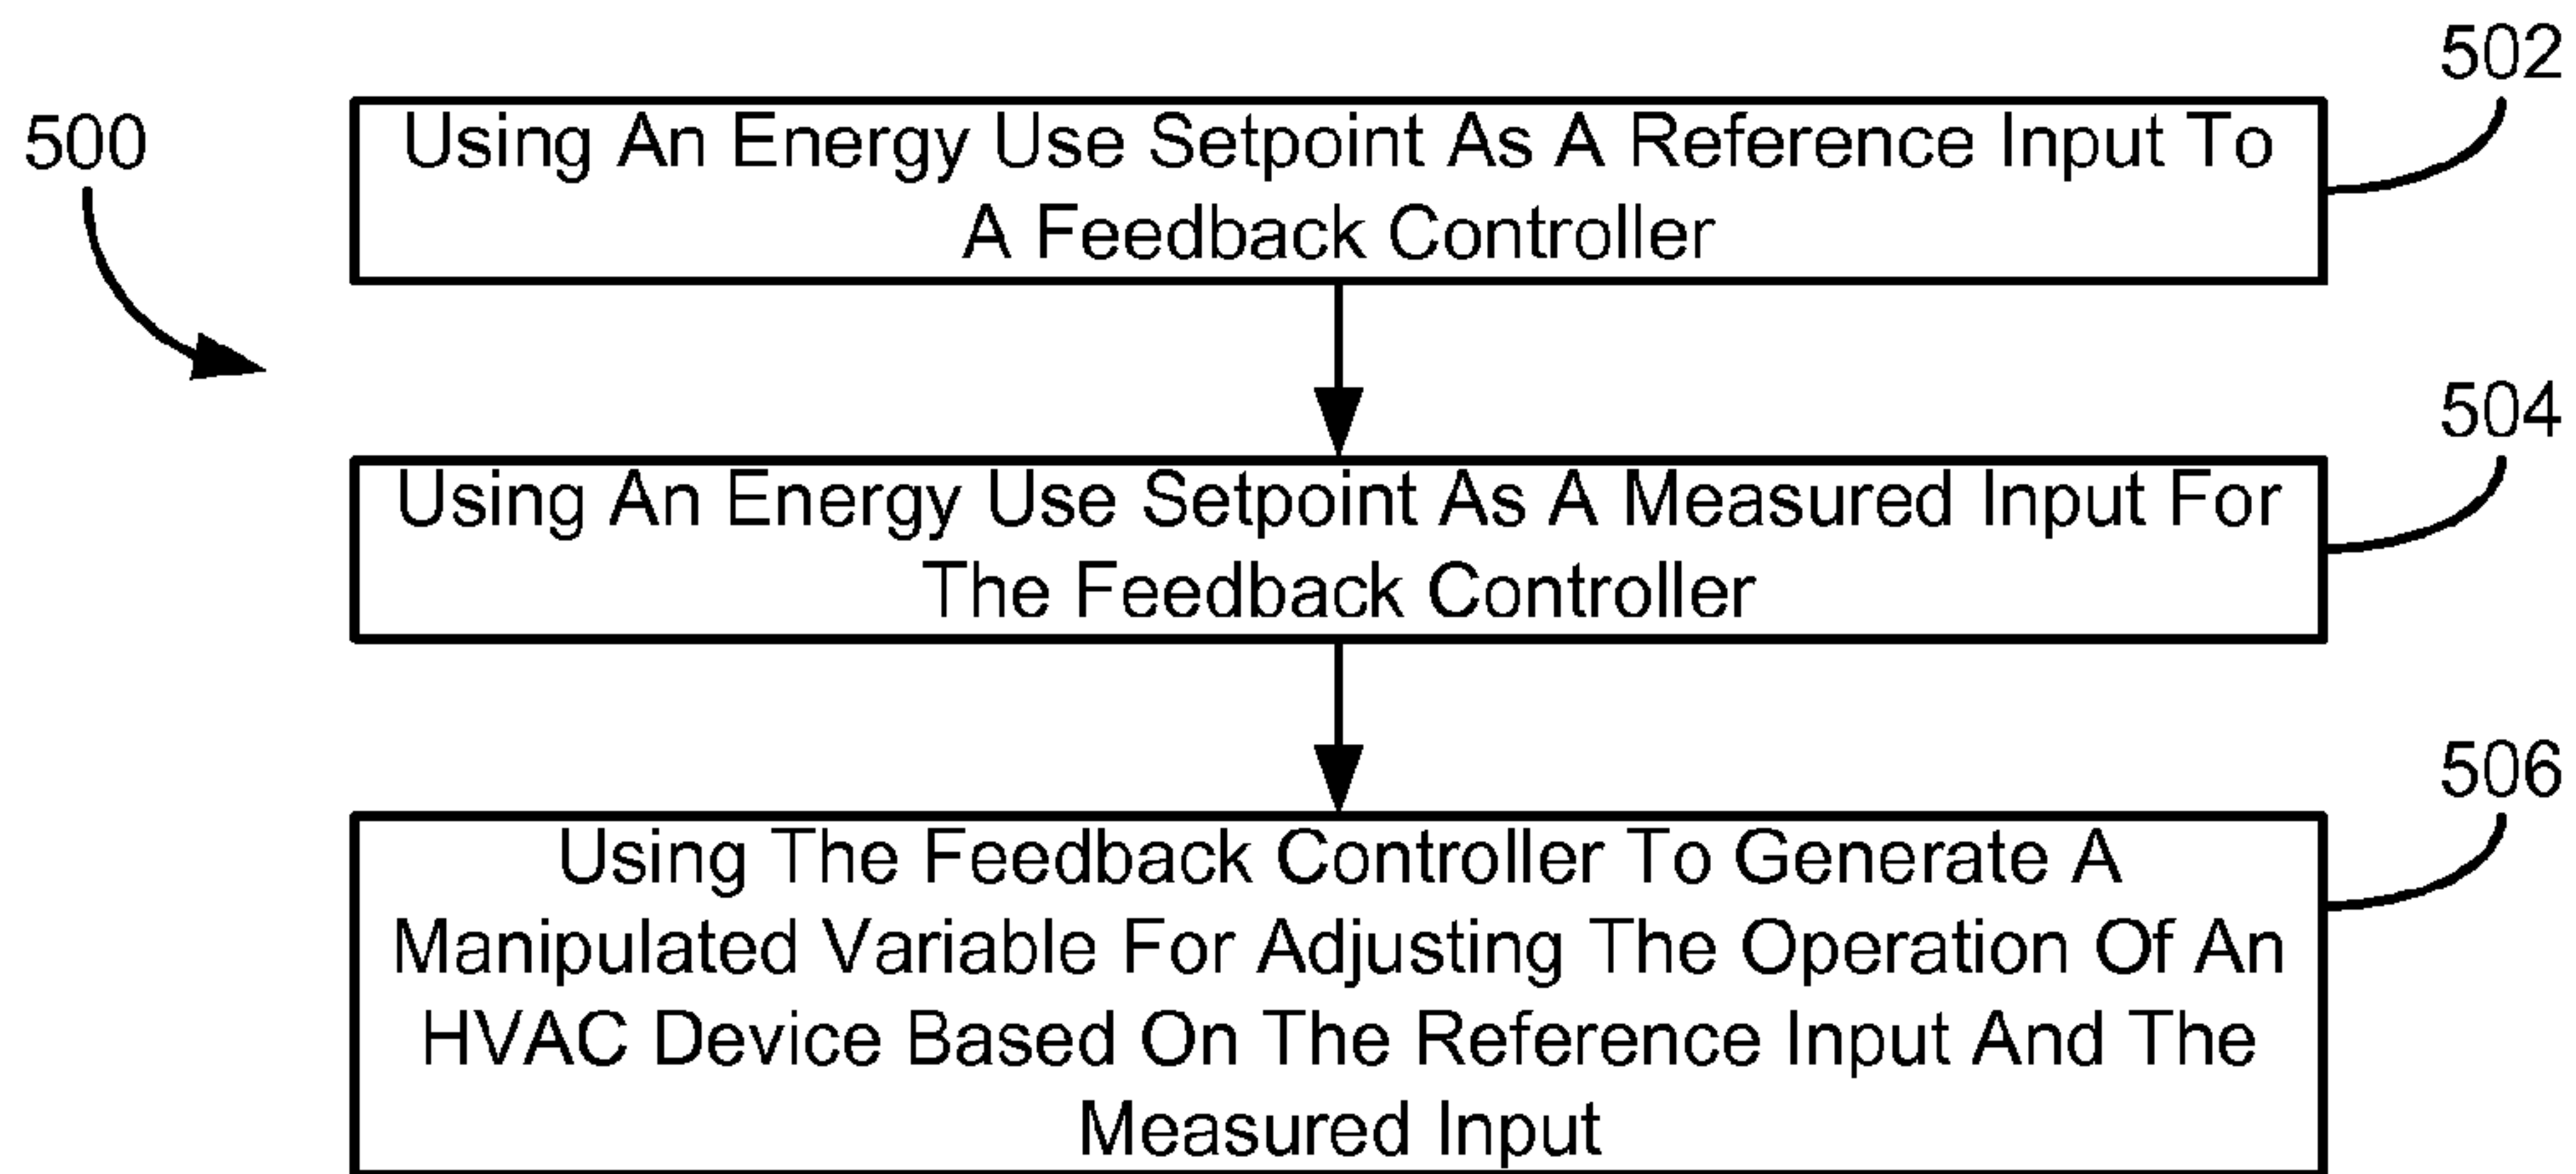 500
502
Using An Energy Use Setpoint As A Reference Input To
A Feedback Controller
504
Using An Energy Use Setpoint As A Measured Input For
The Feedback Controller
506
Using The Feedback Controller To Generate A
Manipulated Variable For Adjusting The Operation Of An
HVAC Device Based On The Reference Input And The
Measured Input